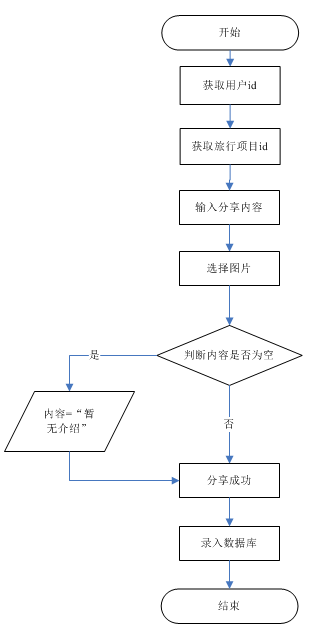 开始
获取用户id
获取旅行项目id
输入分享内容
选择图片
判断内容是否为空
是
内容=“暂
无介绍”
否
分享成功
录入数据库
结束